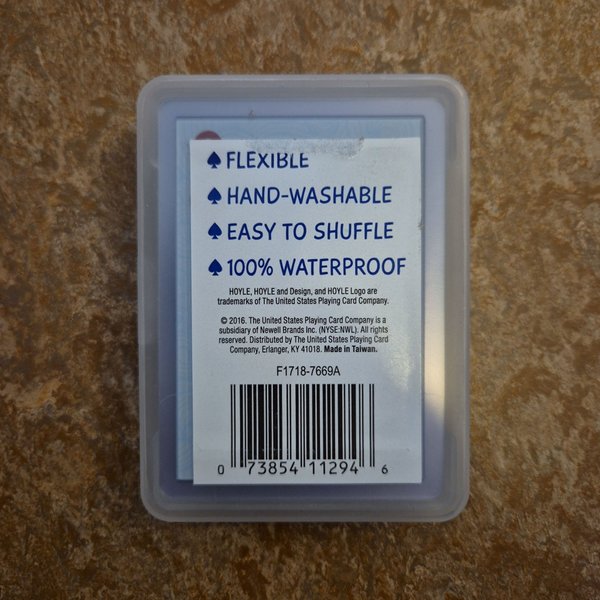 FLEXIBLE
HAND-WASHABLE
EASY TO SHUFFLE
100% WATERPROOF
HOYLE, HOYLE and Design, and HOYLE Logo are
trademarks of The United States Playing Card Company.
© 2016. The United States Playing Card Company is a
subsidiary of Newell Brands Inc. (NYSE:NWL). All rights
reserved. Distributed by The United States Playing Card
Company, Erlanger, KY 41018. Made in Taiwan.
F1718-7669A
0 73854 11294 6